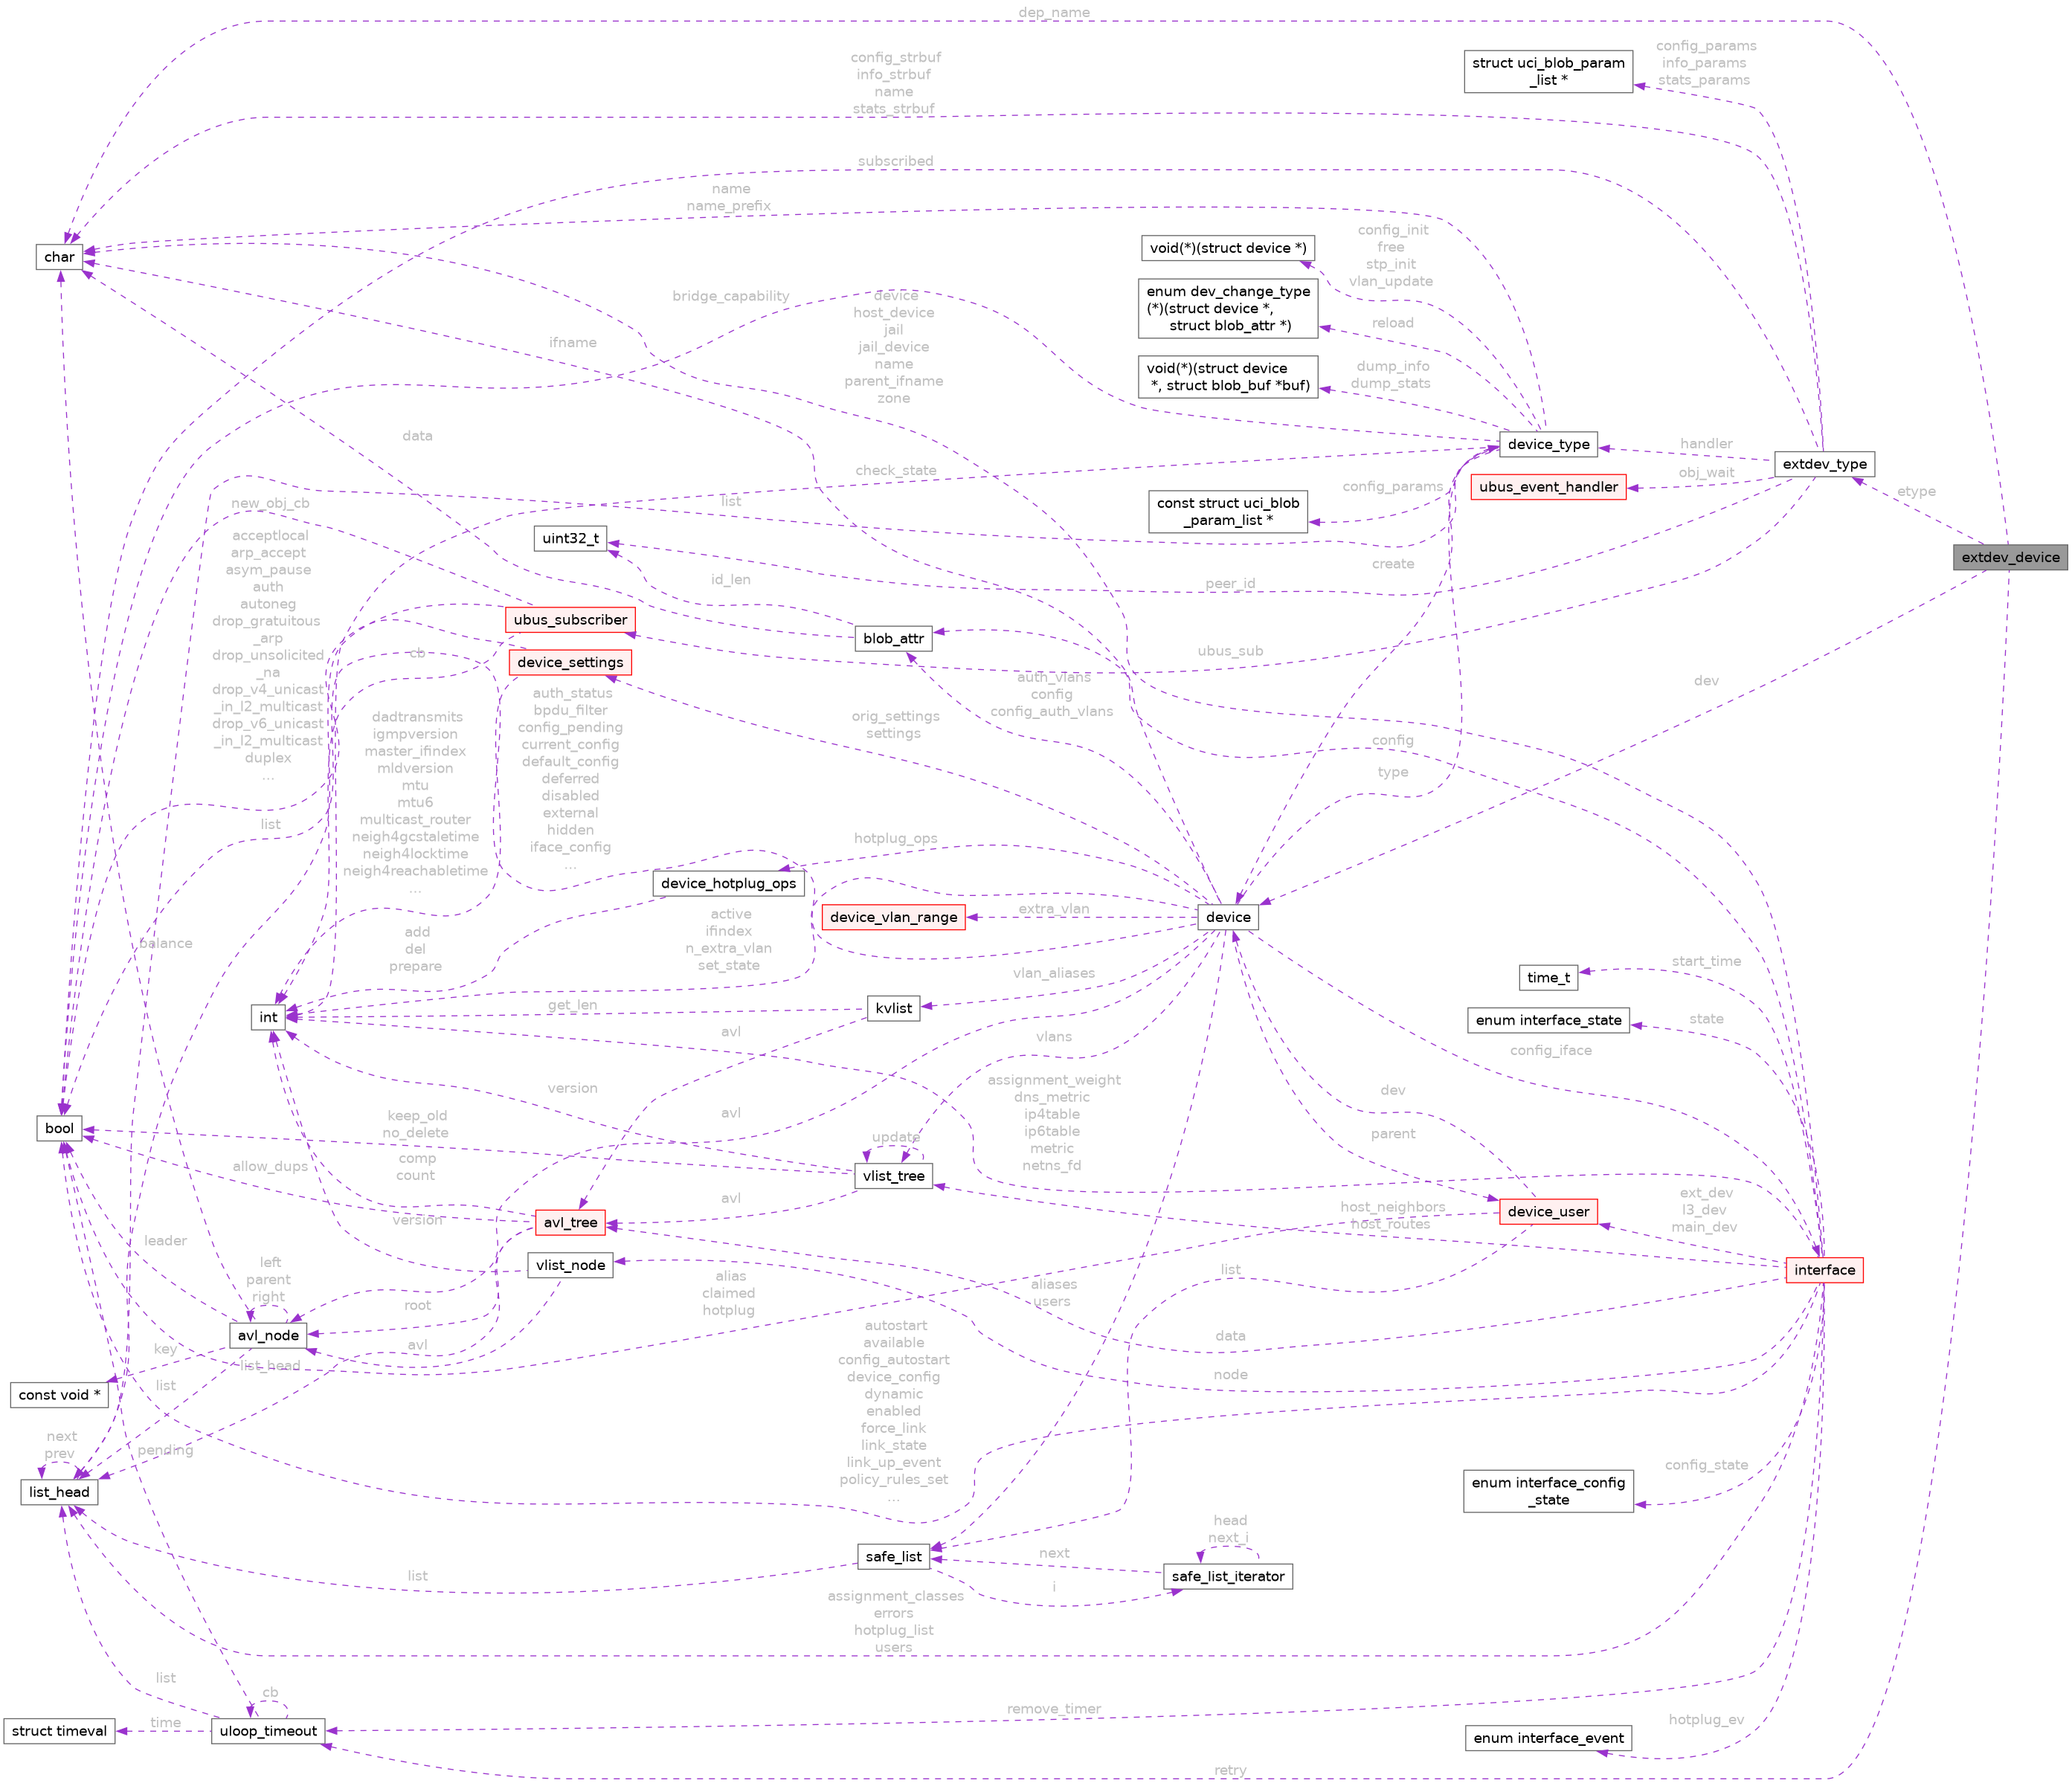 dep_name
config_strbuf
info_strbuf
name
stats_strbuf
struct uci_blob_param
_list *
config_params
info_params
stats_params
subscribed
name
name_prefix
char
void(*)(struct device *)
config_init
free
stp_init
vlan_update
bridge_capability
device
host_device
jail
jail_device
name
parent_ifname
zone
enum dev_change_type
(*)(struct device *,
struct blob_attr *)
reload
ifname
void(*)(struct device
*, struct blob_buf *buf)
dump_info
dump_stats
data
device_type
handler
extdev_type
check_state
ubus_event_handler
obj_wait
config_params
etype
new_obj_cb
list
const struct uci_blob
_param_list *
uint32_t
extdev_device
acceptlocal
arp_accept
asym_pause
auth
autoneg
drop_gratuitous
_arp
drop_unsolicited
_na
drop_v4_unicast
_in_l2_multicast
drop_v6_unicast
_in_l2_multicast
duplex
...
id_len
create
peer_id
ubus_subscriber
blob_attr
cb
device_settings
ubus_sub
auth_vlans
config
config_auth_vlans
dev
auth_status
bpdu_filter
config_pending
current_config
default_config
deferred
disabled
external
hidden
iface_config
...
orig_settings
settings
dadtransmits
igmpversion
master_ifindex
mldversion
mtu
mtu6
multicast_router
neigh4gcstaletime
neigh4locktime
neigh4reachabletime
...
config
type
list
hotplug_ops
device_hotplug_ops
device_vlan_range
extra_vlan
device
balance
add
del
prepare
active
ifindex
n_extra_vlan
set_state
vlan_aliases
start_time
time_t
int
get_len
kvlist
enum interface_state
state
avl
vlans
config_iface
version
assignment_weight
dns_metric
ip4table
ip6table
metric
netns_fd
dev
bool
keep_old
no_delete
avl
update
parent
allow_dups
comp
count
vlist_tree
avl
host_neighbors
host_routes
device_user
ext_dev
l3_dev
main_dev
version
avl_tree
leader
vlist_node
list
interface
left
parent
right
root
alias
claimed
hotplug
aliases
users
avl_node
avl
data
key
list_head
node
const void *
list
autostart
available
config_autostart
device_config
dynamic
enabled
force_link
link_state
link_up_event
policy_rules_set
...
next
prev
pending
config_state
list_head
enum interface_config
_state
head
next_i
safe_list
next
safe_list_iterator
list
i
assignment_classes
errors
hotplug_list
users
list
cb
remove_timer
struct timeval
time
uloop_timeout
hotplug_ev
enum interface_event
retry